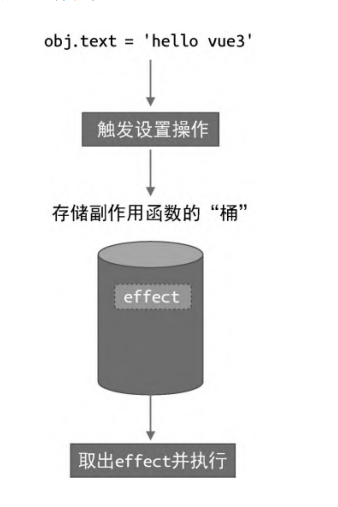 obj.text = 'hello vue3'
触发设置操作
存储副作用函数的“桶”
effect
取出effect并执行